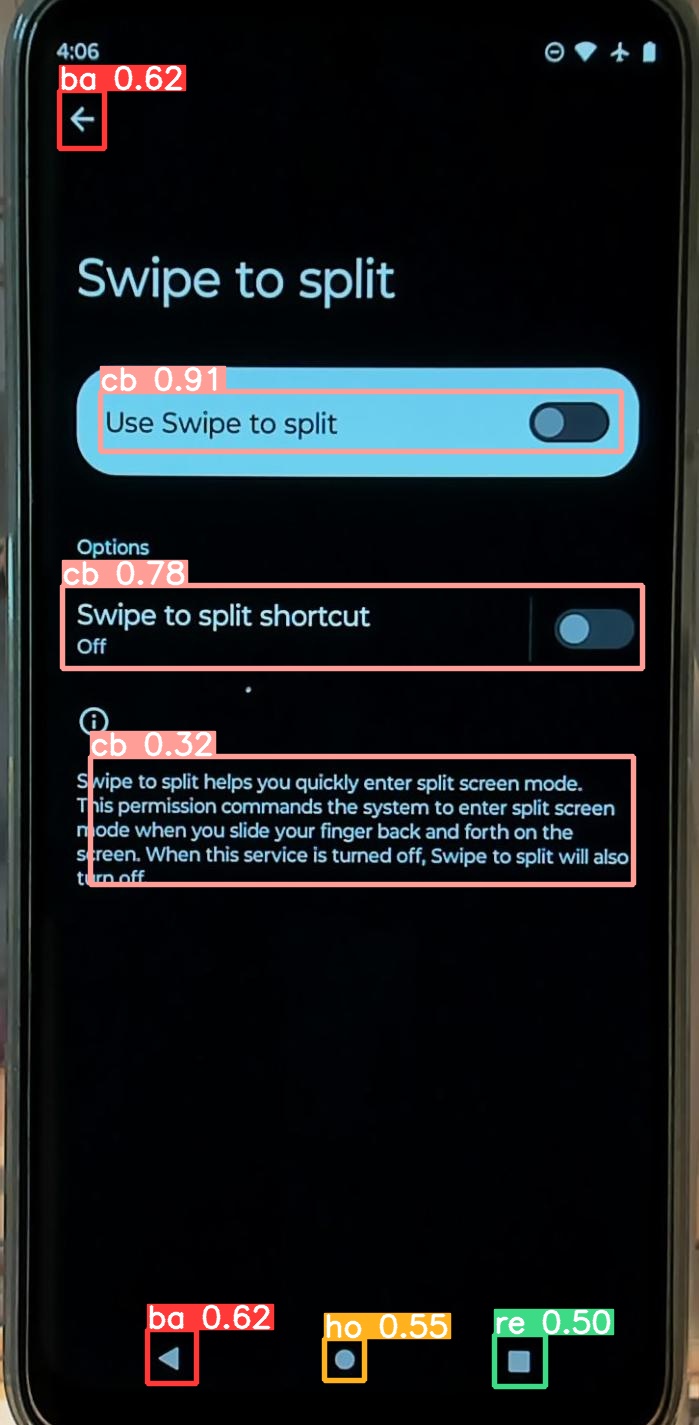 4:06
ba 0.62
Swipe to split
cb 0.91
Use Swipe to split
Options
cb 0.78
Swipe to split shortcut
Off
cb 0.32
Swipe to split helps you quickly enter split screen mode.
This permission commands the system to enter split screen
mode when you slide your finger back and forth on the
screen. When this service is turned off, Swipe to split will also
turn off.
ba 0.62
ho 0.55
re 0.50